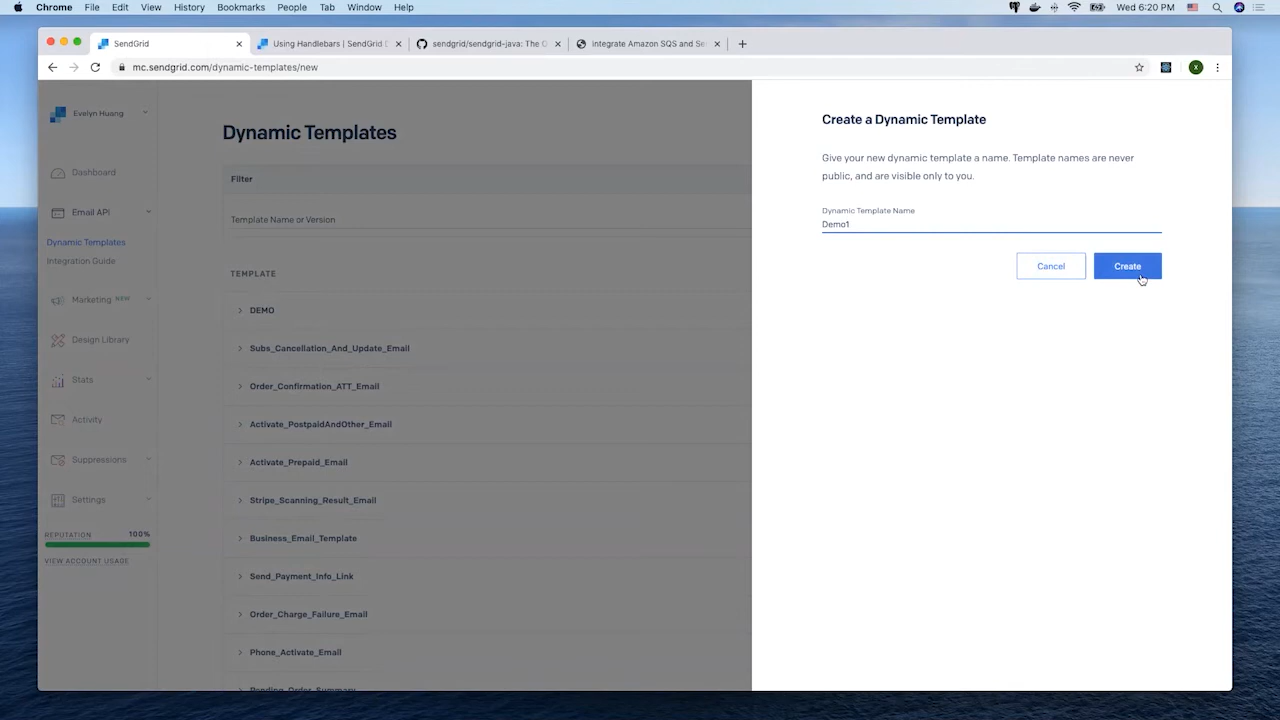 Chrome File Edit View History Bookmarks People Tab Window Help Wed 6:20 PM
SendGrid
Using Handlebars | SendGrid
sendgrid/sendgrid-java: The
Integrate Amazon SQS and Se
mc.sendgrid.com/dynamic-templates/new
X
Evelyn Huang
Dashboard
Email API
Dynamic Templates
Integration Guide
Marketing NEW
Design Library
Stats
Activity
Suppressions
Settings
REPUTATION 100%
VIEW ACCOUNT USAGE
Dynamic Templates
Filter
Template Name or Version
TEMPLATE
DEMO
Subs_Cancellation_And_Update_Email
Order_Confirmation_ATT_Email
Activate_PostpaidAndOther_Email
Activate_Prepaid_Email
Stripe_Scanning_Result_Email
Business_Email_Template
Send_Payment_Info_Link
Order_Charge_Failure_Email
Phone_Activate_Email
Pending_Order_Summary
Create a Dynamic Template
Give your new dynamic template a name. Template names are never
public, and are visible only to you.
Dynamic Template Name
Demo1
Cancel
Create